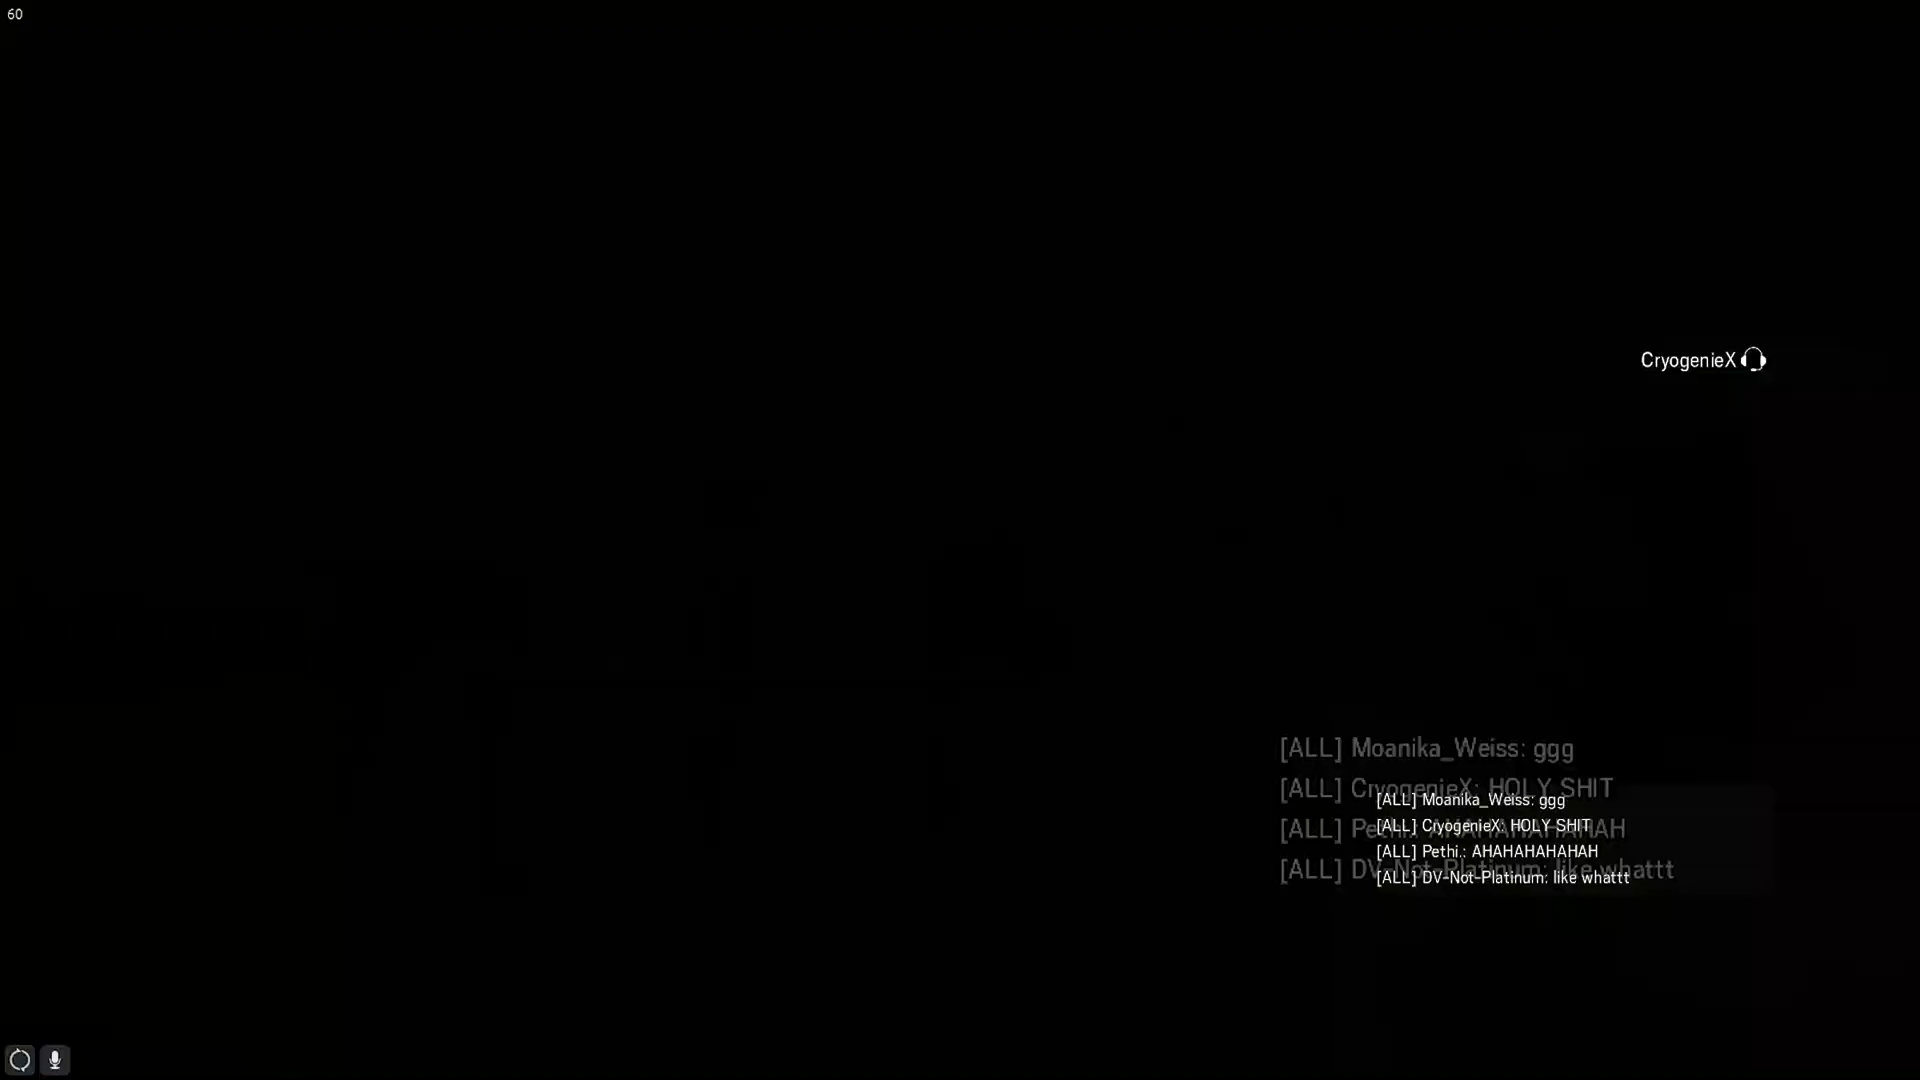 60
CryogenieX
[ALL] Moanika_Weiss: ggg
[ALL] CryogenieX: HOLY SHIT
[ALL] Pethi.: AHAHAHAHAHAH
[ALL] DV-Not-Platinum: like whattt
[ALL] Moanika_Weiss: ggg
[ALL] CryogenieX: HOLY SHIT
[ALL] Pethi.: AHAHAHAHAHAH
[ALL] DV-Not-Platinum: like whattt